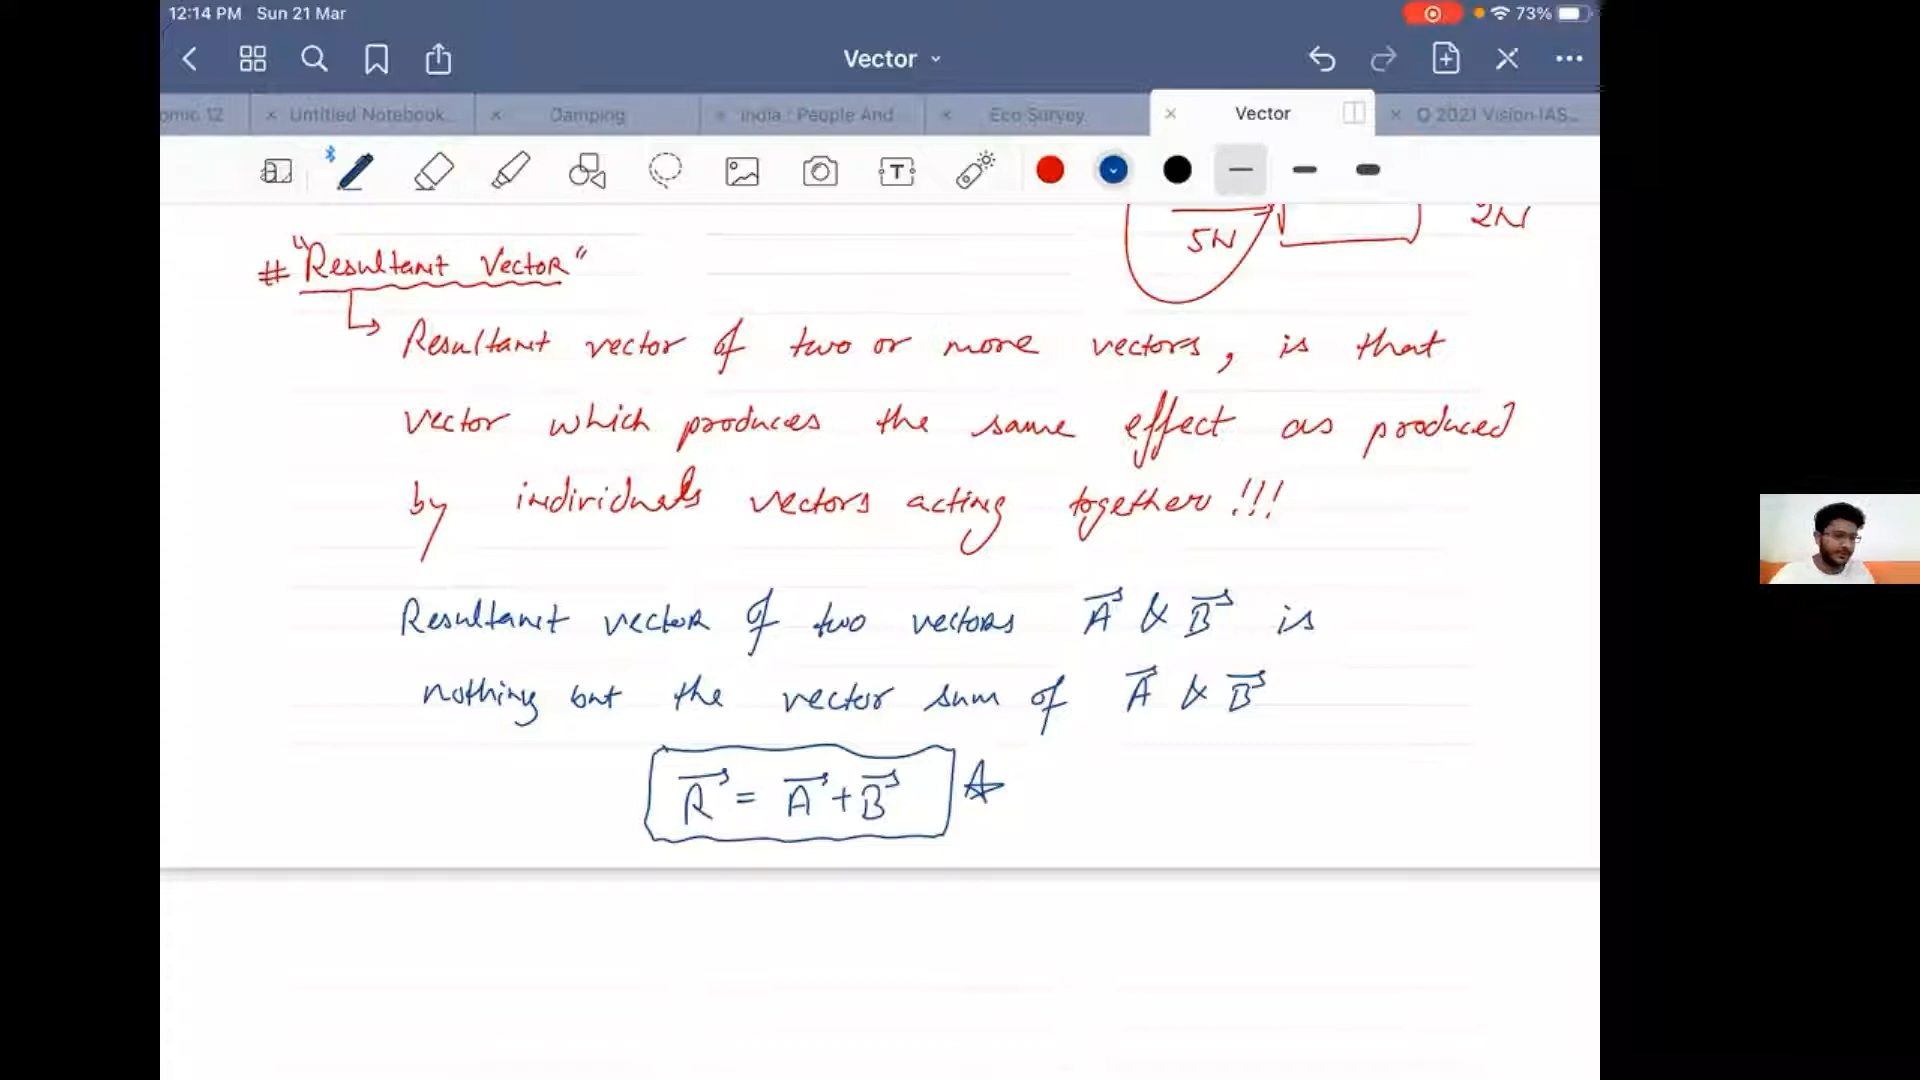 12:14 PM Sun 21 Mar 73%
Vector
omic 12 Untitled Notebook... Damping India : People And Eco Survey Vector 2021 Vision IAS...
T
5N 2N
# "Resultant Vector"
Resultant vector of two or more vectors, is that
vector which produces the same effect as produced
by individuals vectors acting together!!!
Resultant vector of two vectors A⃗ & B⃗ is
nothing but the vector sum of A⃗ & B⃗
R⃗ = A⃗ + B⃗